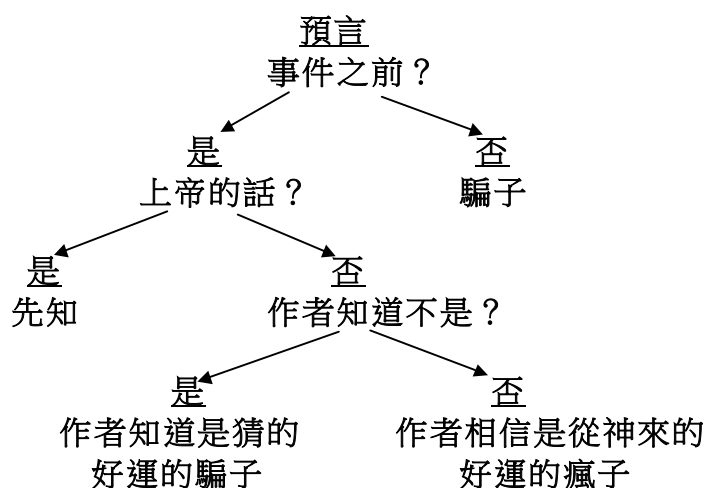 預言
事件之前？
是
否
上帝的話？
騙子
是
否
先知
作者知道不是？
是
否
作者知道是猜的
好運的騙子
作者相信是從神來的
好運的瘋子